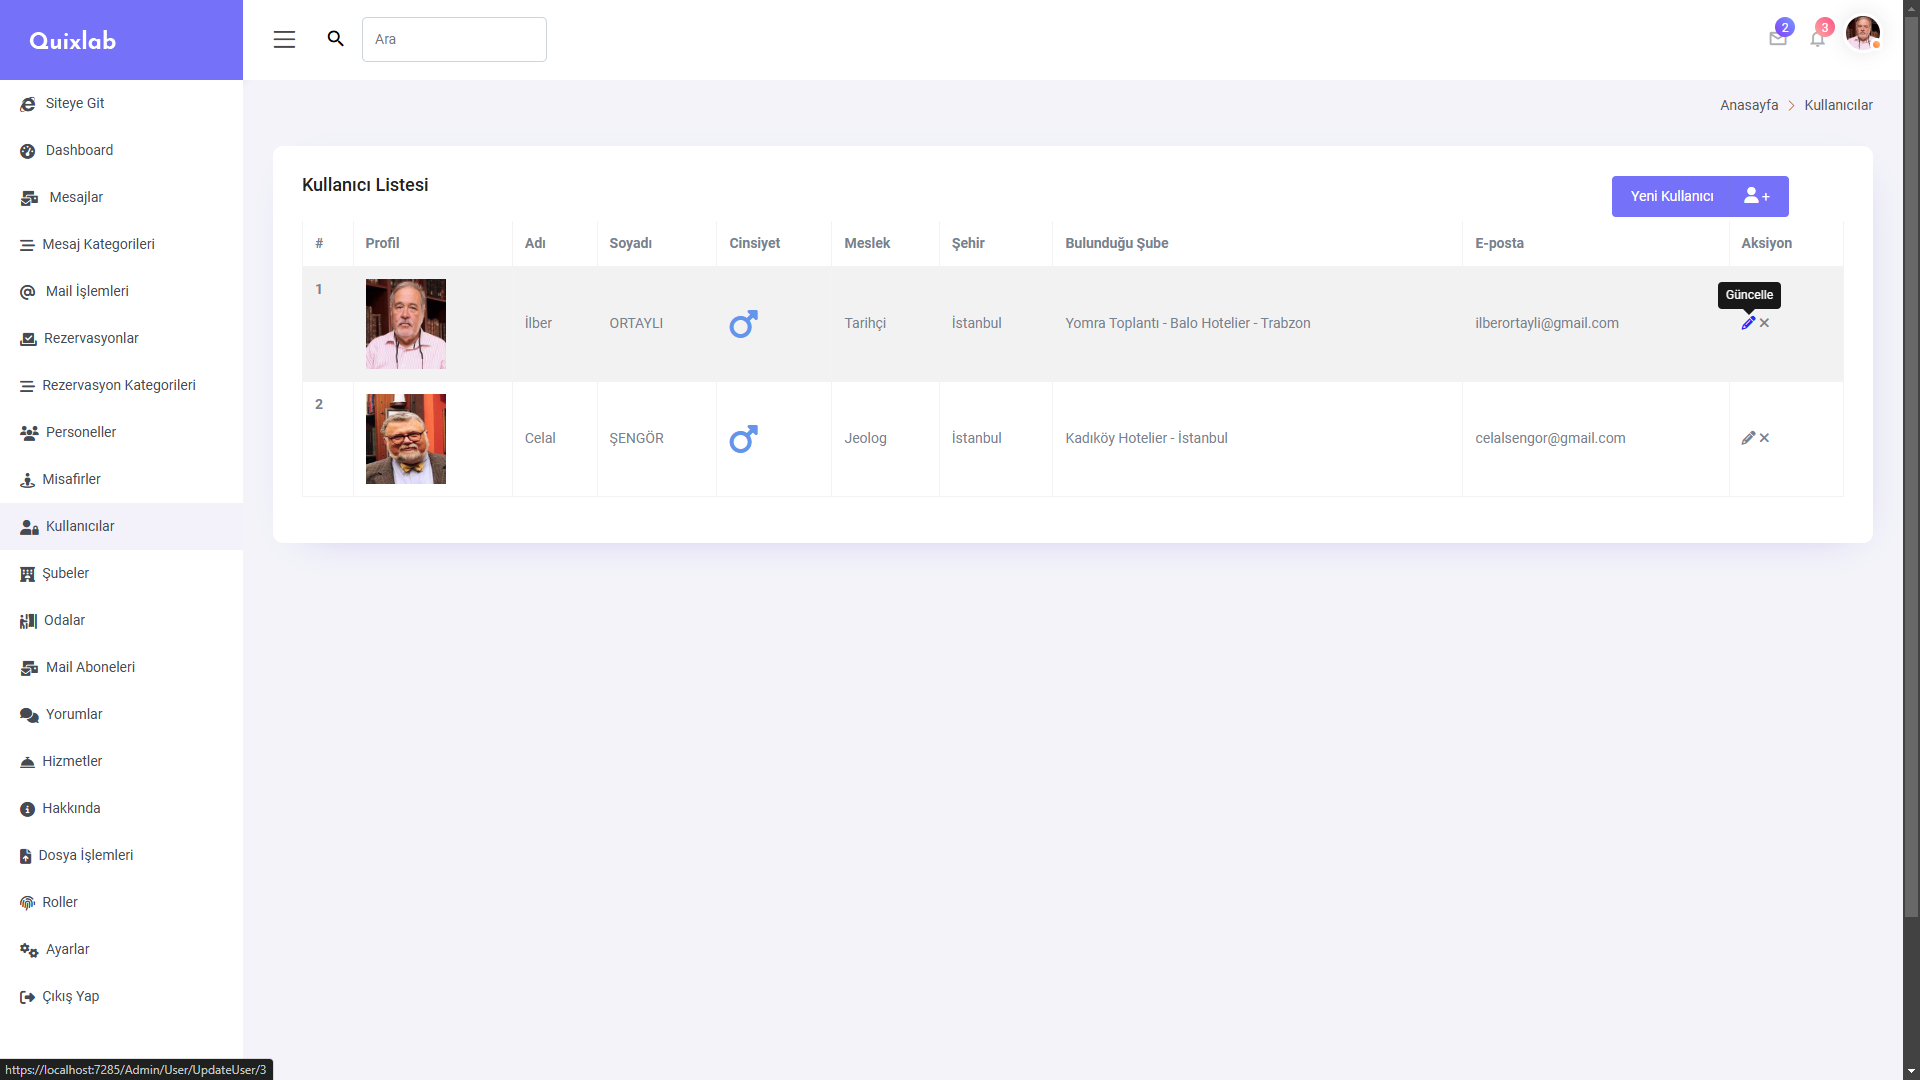 Quixlab
Ara
2
3
Siteye Git
Dashboard
Mesajlar
Mesaj Kategorileri
Mail İşlemleri
Rezervasyonlar
Rezervasyon Kategorileri
Personeller
Misafirler
Kullanıcılar
Şubeler
Odalar
Mail Aboneleri
Yorumlar
Hizmetler
Hakkında
Dosya İşlemleri
Roller
Ayarlar
Çıkış Yap
Anasayfa > Kullanıcılar
Kullanıcı Listesi
Yeni Kullanıcı
# Profil Adı Soyadı Cinsiyet Meslek Şehir Bulunduğu Şube E-posta Aksiyon
Güncelle
1 İlber ORTAYLI Tarihçi İstanbul Yomra Toplantı - Balo Hotelier - Trabzon ilberortayli@gmail.com
2 Celal ŞENGÖR Jeolog İstanbul Kadıköy Hotelier - İstanbul celalsengor@gmail.com
https://localhost:7285/Admin/User/UpdateUser/3